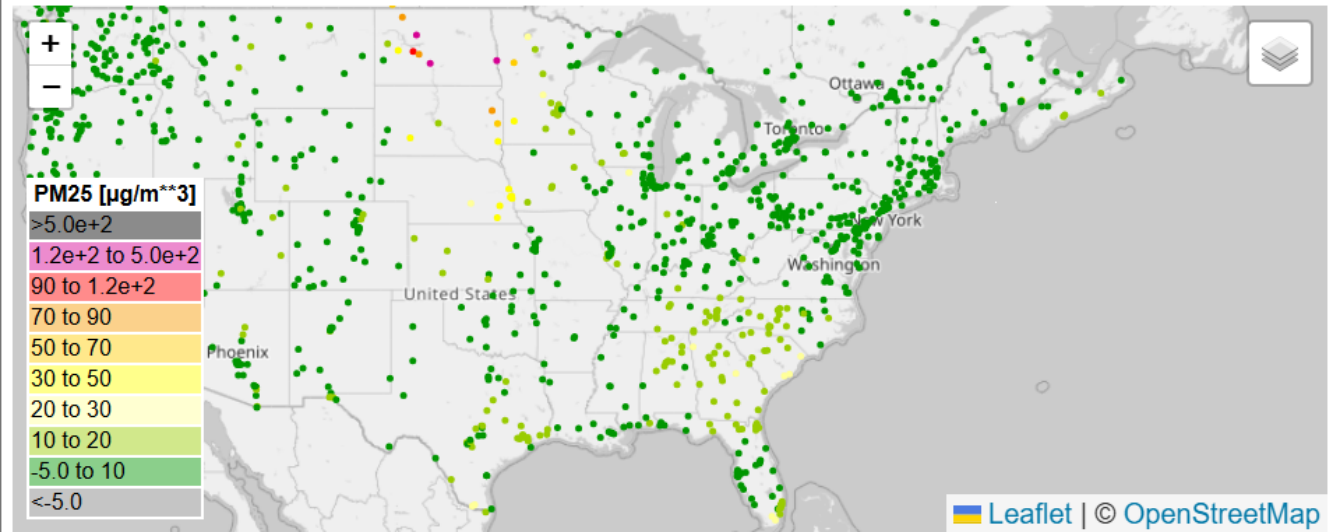 +
−
Ottawa
Toronto
PM25 [µg/m**3]
>5.0e+2
1.2e+2 to 5.0e+2
90 to 1.2e+2
70 to 90
50 to 70
30 to 50
20 to 30
10 to 20
-5.0 to 10
<-5.0
New York
Washington
United States
Phoenix
Leaflet | © OpenStreetMap